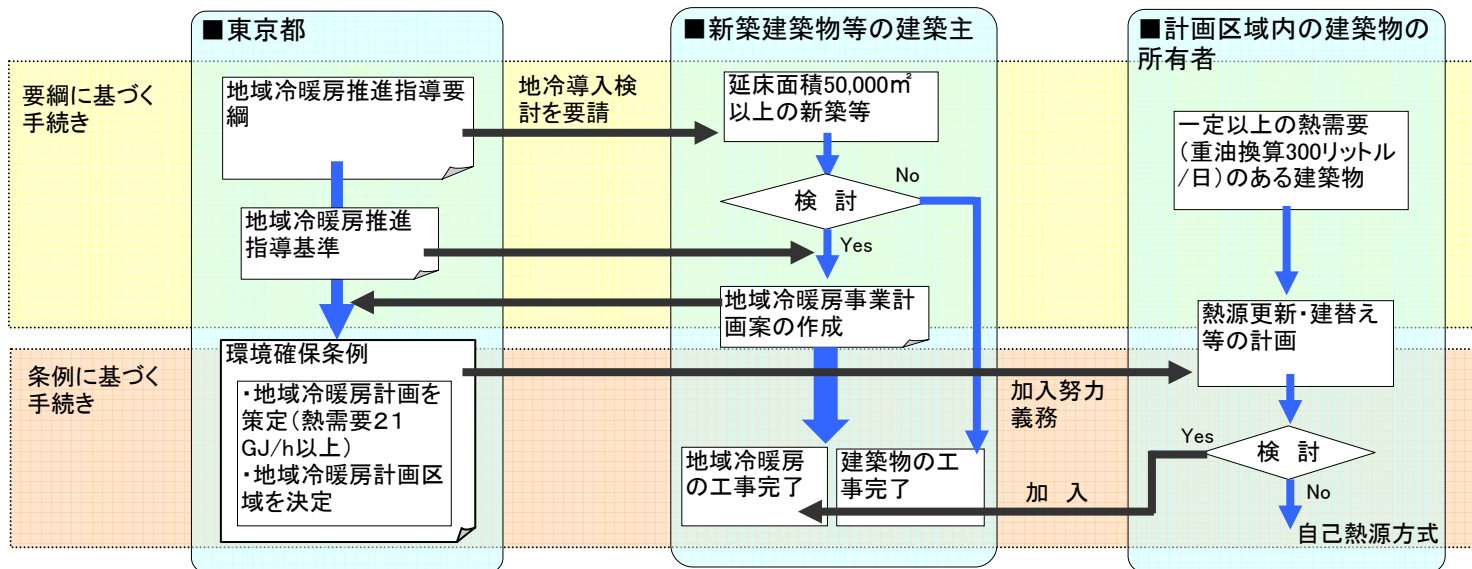 ■東京都
■新築建築物等の建築主
■計画区域内の建築物の
所有者
要綱に基づく
手続き
地域冷暖房推進指導要
綱
地冷導入検
討を要請
延床面積50,000㎡
以上の新築等
一定以上の熱需要
(重油換算300リットル
/日)のある建築物
検 討
No
地域冷暖房推進
指導基準
Yes
地域冷暖房事業計
画案の作成
熱源更新・建替え
等の計画
条例に基づく
手続き
環境確保条例
・地域冷暖房計画を
策定(熱需要21
GJ/h以上)
・地域冷暖房計画区
域を決定
加入努力
義務
地域冷暖房
の工事完了
建築物の工
事完了
Yes
検 討
加 入
No
自己熱源方式